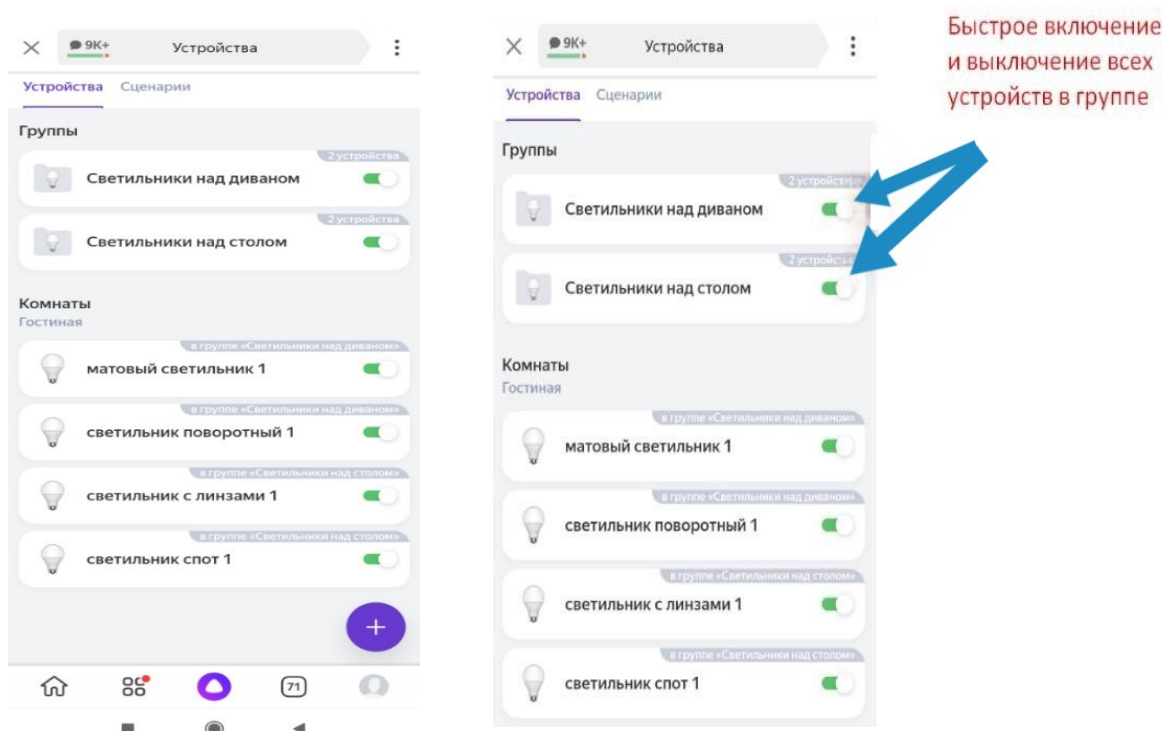 9K+ Устройства
Устройства Сценарии
Группы
2 устройства
Светильники над диваном
2 устройства
Светильники над столом
Комнаты
Гостиная
в группе «Светильники над диваном»
матовый светильник 1
в группе «Светильники над диваном»
светильник поворотный 1
в группе «Светильники над столом»
светильник с линзами 1
в группе «Светильники над столом»
светильник спот 1
+
71
9K+ Устройства
Устройства Сценарии
Группы
2 устройства
Светильники над диваном
2
Светильники над столом
Комнаты
Гостиная
в группе «Светильники над диваном»
матовый светильник 1
в группе «Светильники над диваном»
светильник поворотный 1
в группе «Светильники над столом»
светильник с линзами 1
в группе «Светильники над столом»
светильник спот 1
Быстрое включение
и выключение всех
устройств в группе